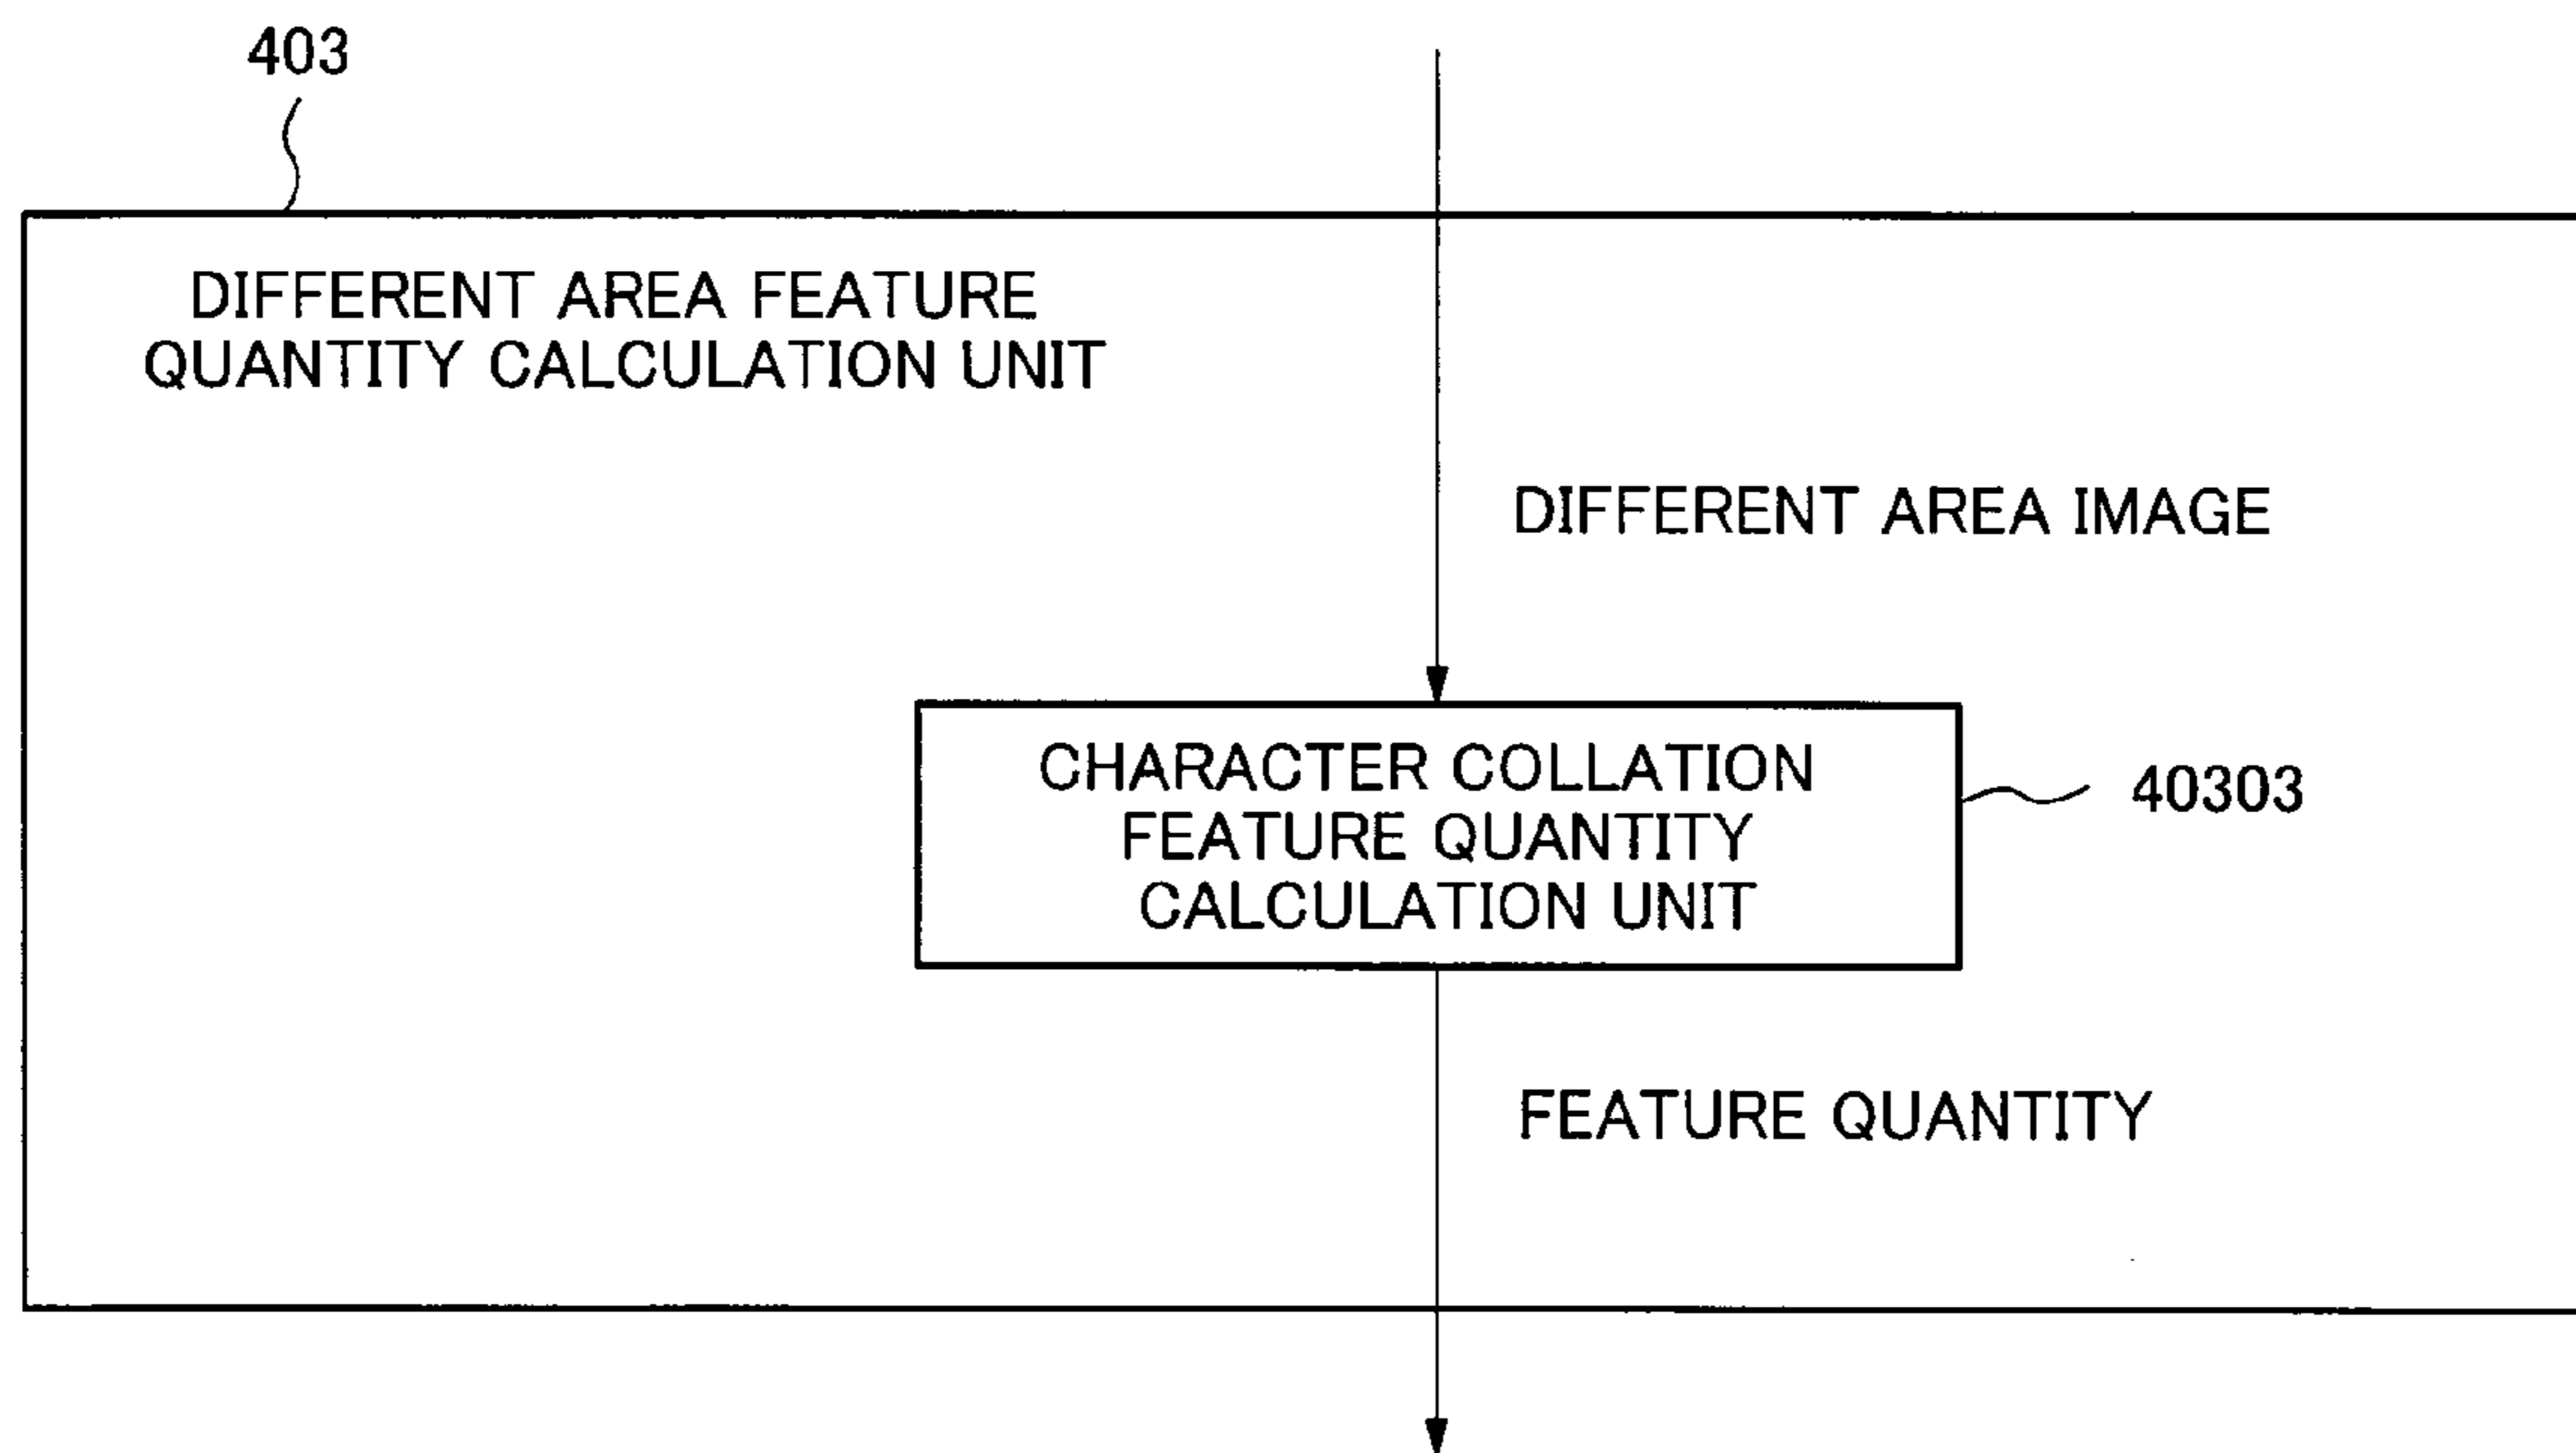 403
DIFFERENT AREA FEATURE
QUANTITY CALCULATION UNIT
DIFFERENT AREA IMAGE
CHARACTER COLLATION
FEATURE QUANTITY
CALCULATION UNIT
40303
FEATURE QUANTITY